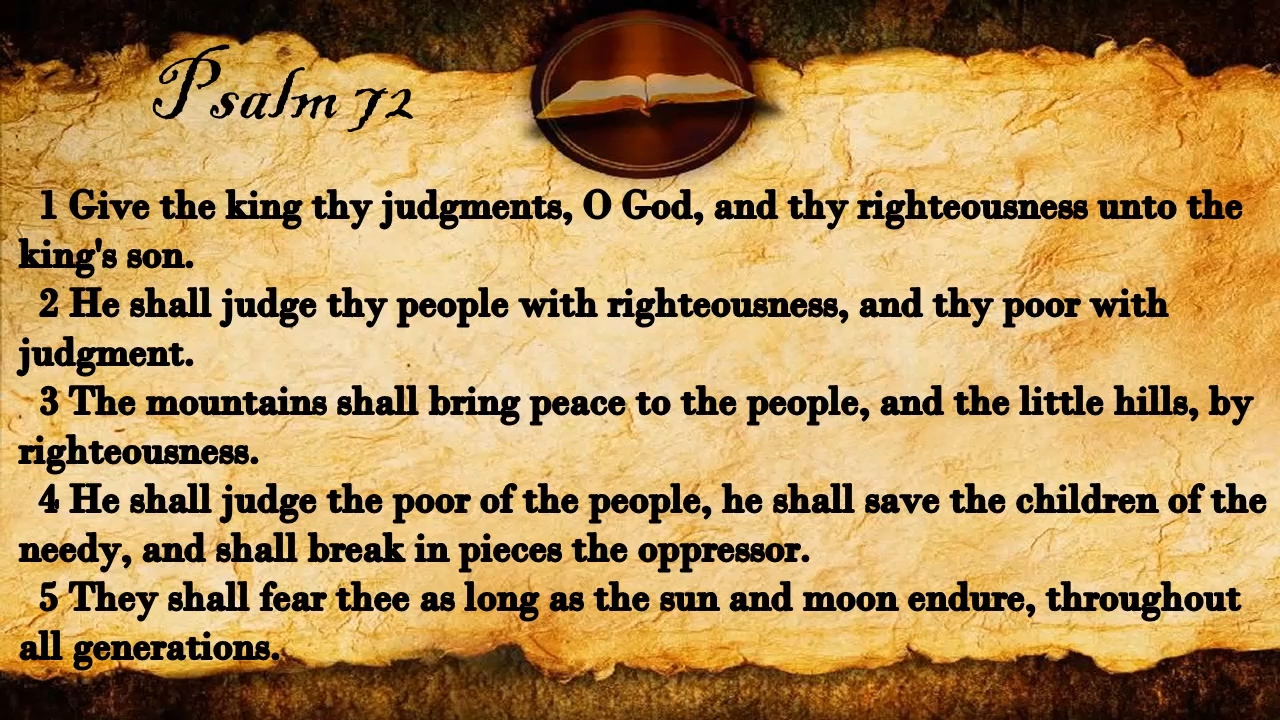 Psalm 72
1 Give the king thy judgments, O God, and thy righteousness unto the
king's son.
2 He shall judge thy people with righteousness, and thy poor with
judgment.
3 The mountains shall bring peace to the people, and the little hills, by
righteousness.
4 He shall judge the poor of the people, he shall save the children of the
needy, and shall break in pieces the oppressor.
5 They shall fear thee as long as the sun and moon endure, throughout
all generations.